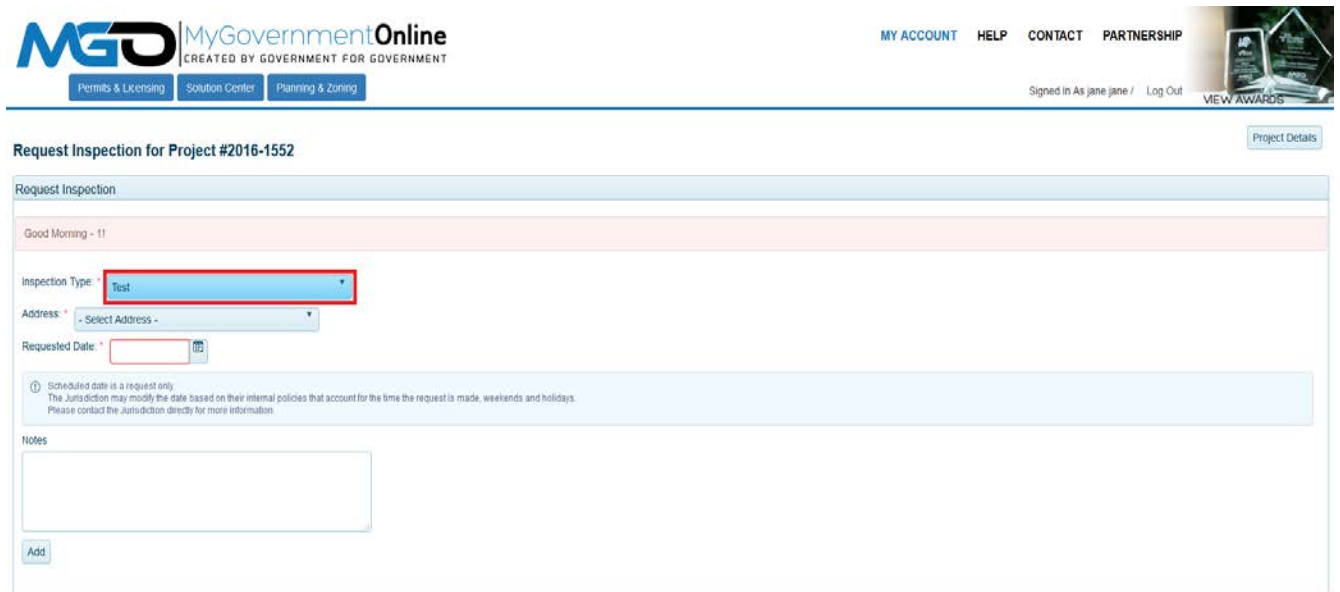 MGO MyGovernmentOnline
CREATED BY GOVERNMENT FOR GOVERNMENT
MY ACCOUNT HELP CONTACT PARTNERSHIP
Permits & Licensing Solution Center Planning & Zoning
Signed In As jane jane / Log Out
VIEW AWARDS
Project Details
Request Inspection for Project #2016-1552
Request Inspection
Good Morning - 1!
Inspection Type: * Test
Address: * - Select Address -
Requested Date: *
Scheduled date is a request only.
The Jurisdiction may modify the date based on their internal policies that account for the time the request is made, weekends and holidays.
Please contact the Jurisdiction directly for more information.
Notes
Add